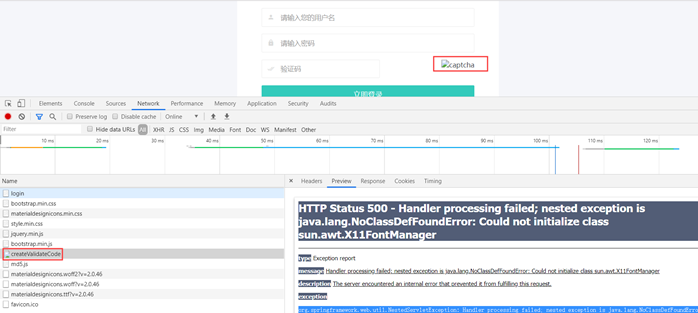 请输入您的用户名
请输入密码
验证码
captcha
立即登录
Elements Console Sources Network Performance Memory Application Security Audits
Preserve log Disable cache Online
Filter Hide data URLs All XHR JS CSS Img Media Font Doc WS Manifest Other
10 ms 20 ms 30 ms 40 ms 50 ms 60 ms 70 ms 80 ms 90 ms 100 ms 110 ms 120 ms
Name
Headers Preview Response Cookies Timing
login
bootstrap.min.css
materialdesignicons.min.css
style.min.css
jquery.min.js
bootstrap.min.js
createValidateCode
md5.js
materialdesignicons.woff2?v=2.0.46
materialdesignicons.woff?v=2.0.46
materialdesignicons.ttf?v=2.0.46
favicon.ico
HTTP Status 500 - Handler processing failed; nested exception is
java.lang.NoClassDefFoundError: Could not initialize class
sun.awt.X11FontManager
type Exception report
message Handler processing failed; nested exception is java.lang.NoClassDefFoundError: Could not initialize class sun.awt.X11FontManager
description The server encountered an internal error that prevented it from fulfilling this request.
exception
org.springframework.web.util.NestedServletException: Handler processing failed; nested exception is java.lang.NoClassDefFoundError